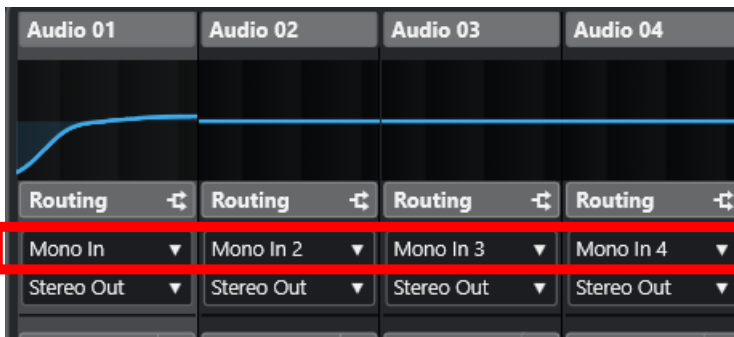 Audio 01 Audio 02 Audio 03 Audio 04
Routing Routing Routing Routing
Mono In Mono In 2 Mono In 3 Mono In 4
Stereo Out Stereo Out Stereo Out Stereo Out